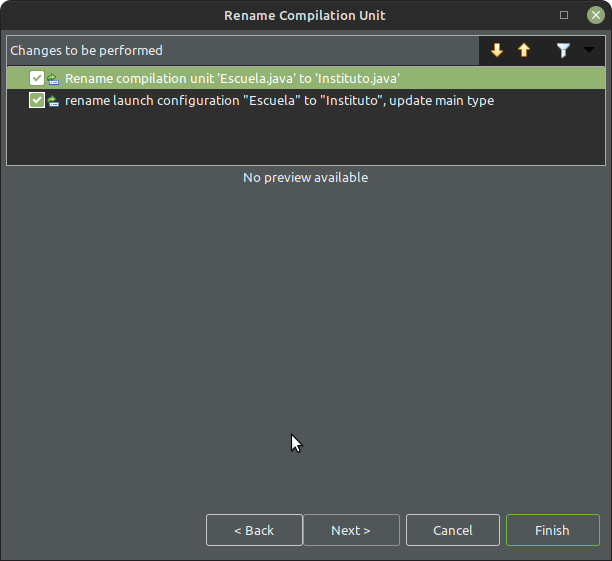 Rename Compilation Unit
Changes to be performed
Rename compilation unit 'Escuela.java' to 'Instituto.java'
rename launch configuration "Escuela" to "Instituto", update main type
No preview available
< Back
Next >
Cancel
Finish